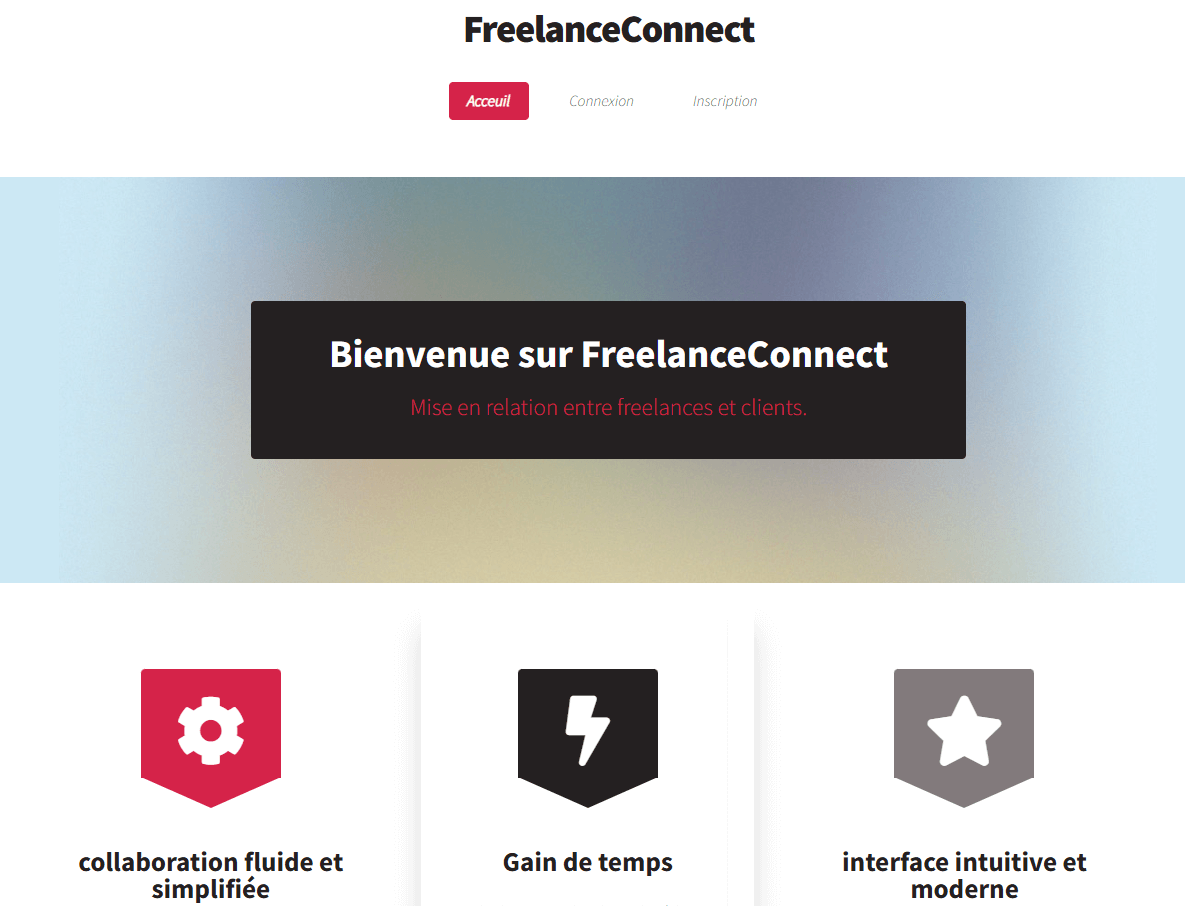 FreelanceConnect
Acceuil
Connexion
Inscription
Bienvenue sur FreelanceConnect
Mise en relation entre freelances et clients.
collaboration fluide et
simplifiée
Gain de temps
interface intuitive et
moderne